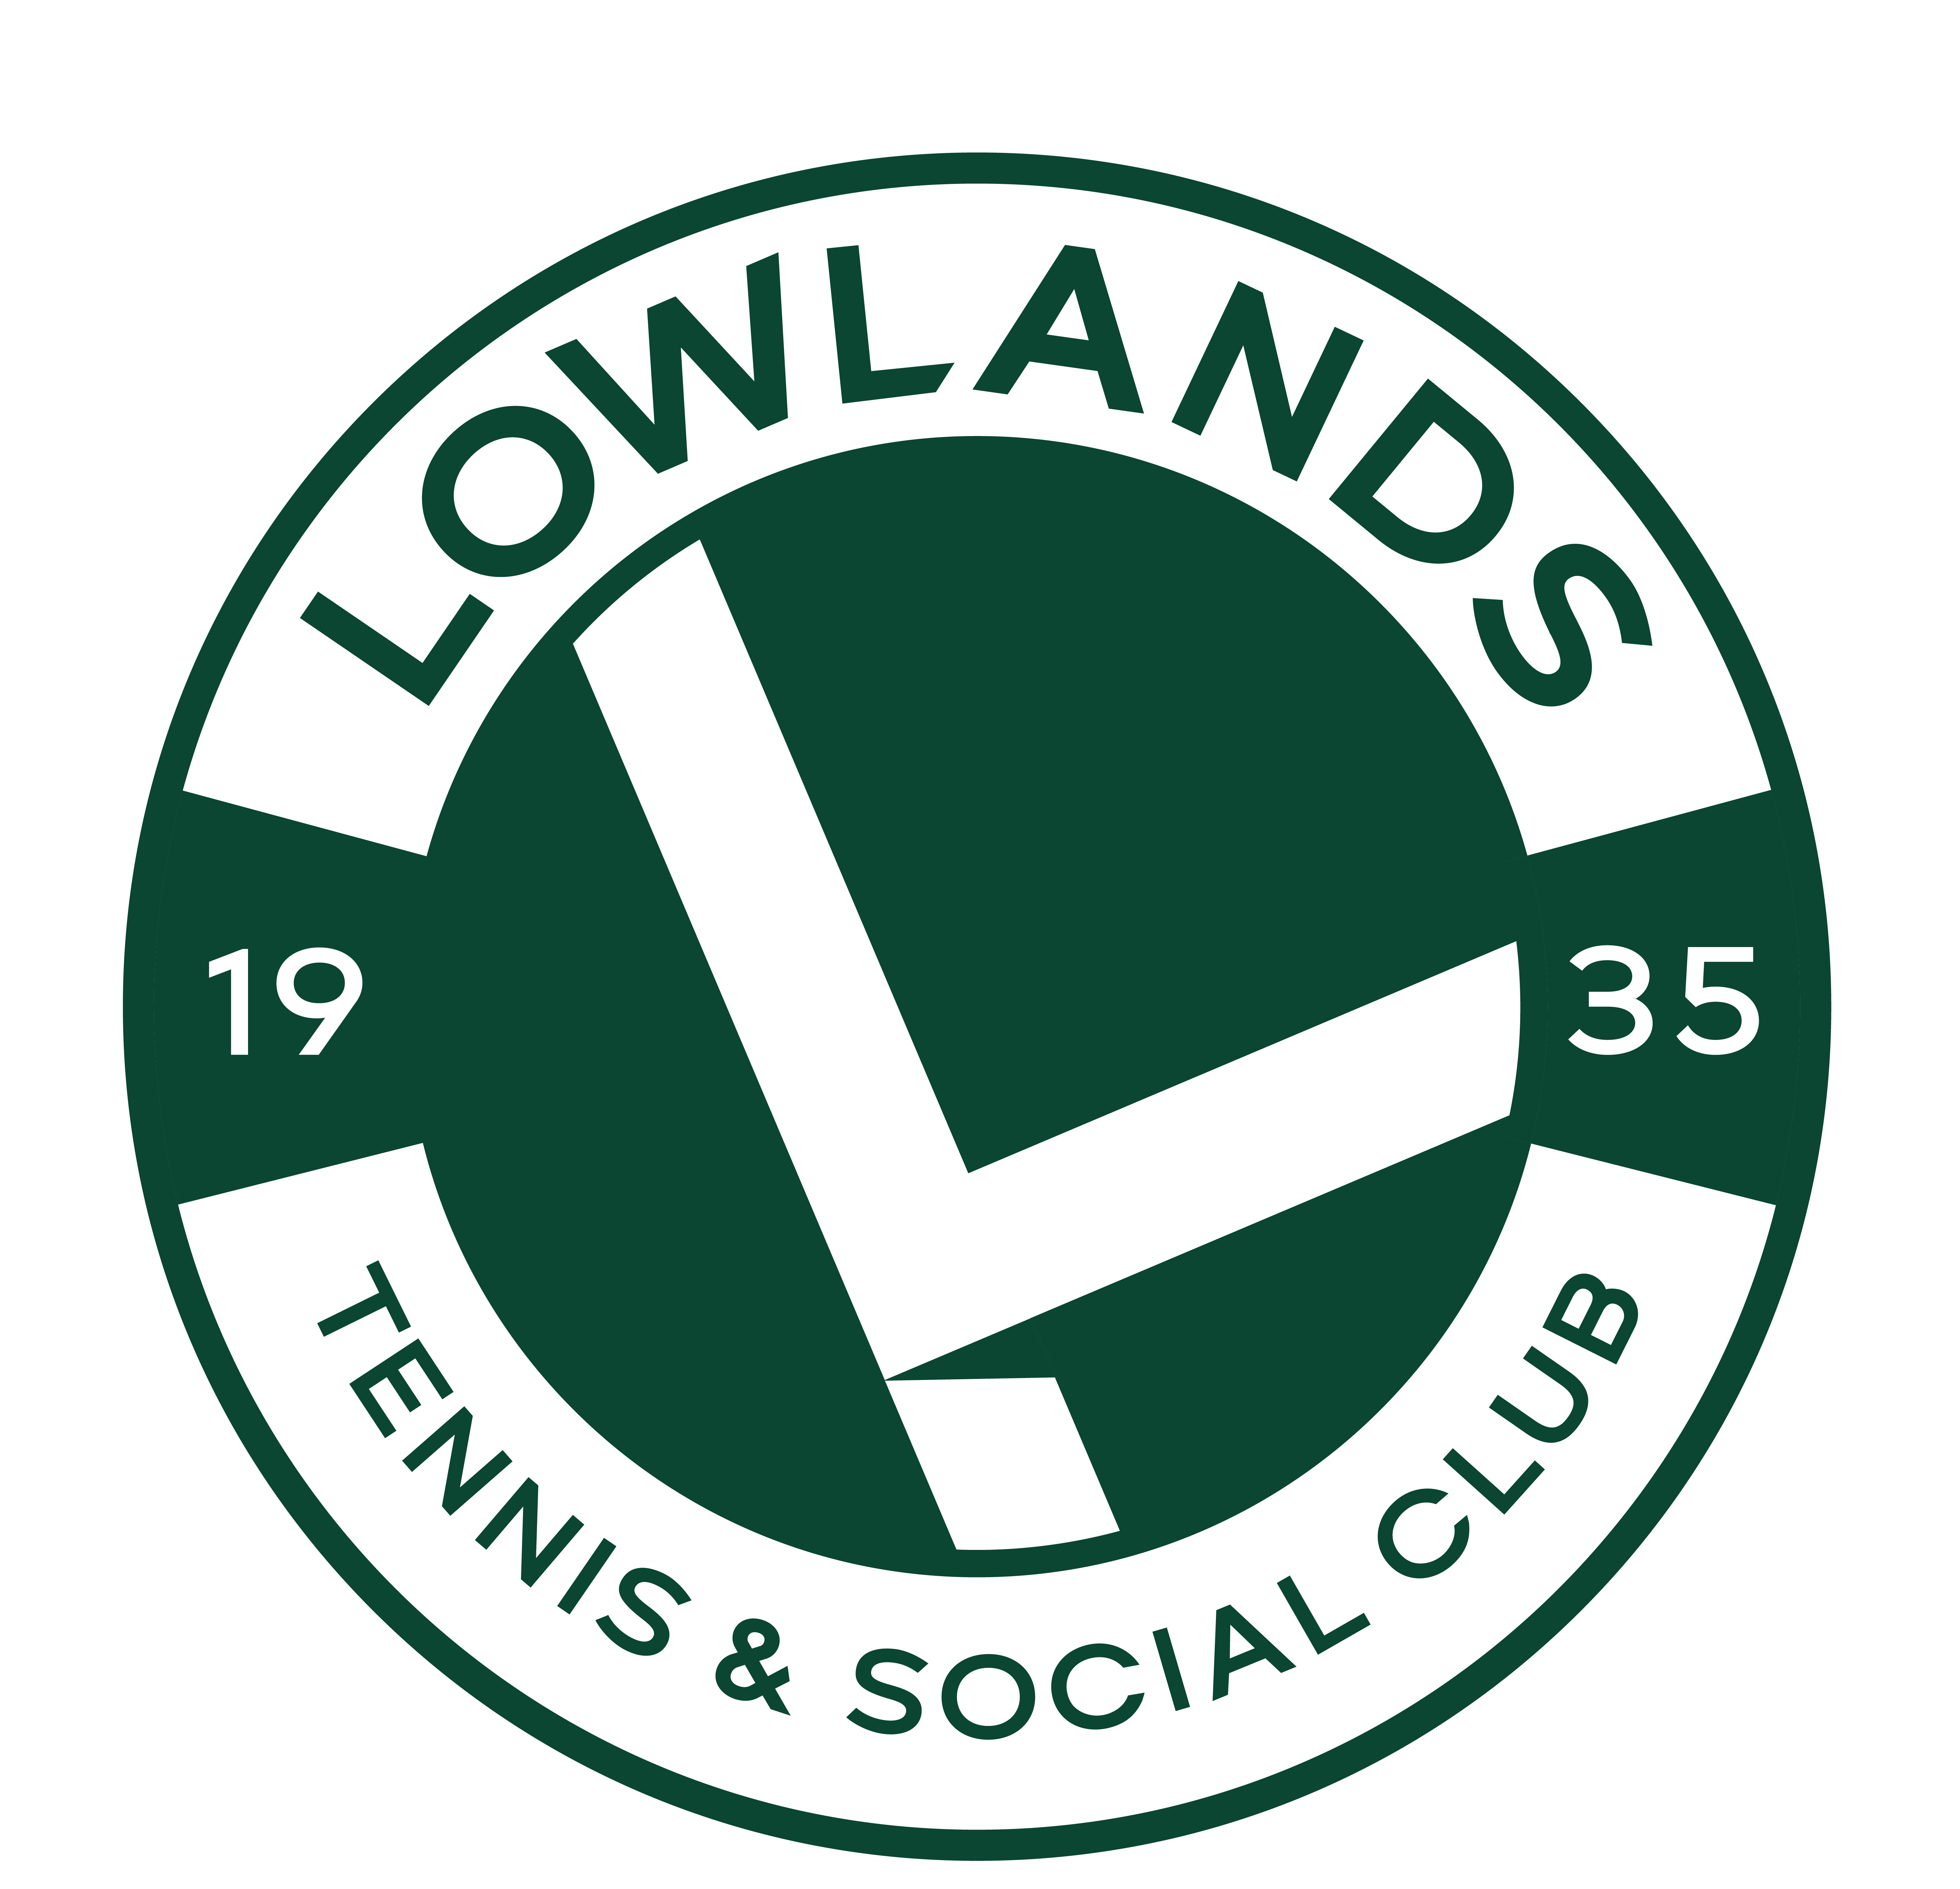 LOWLANDS
19 35
TENNIS & SOCIAL CLUB
L